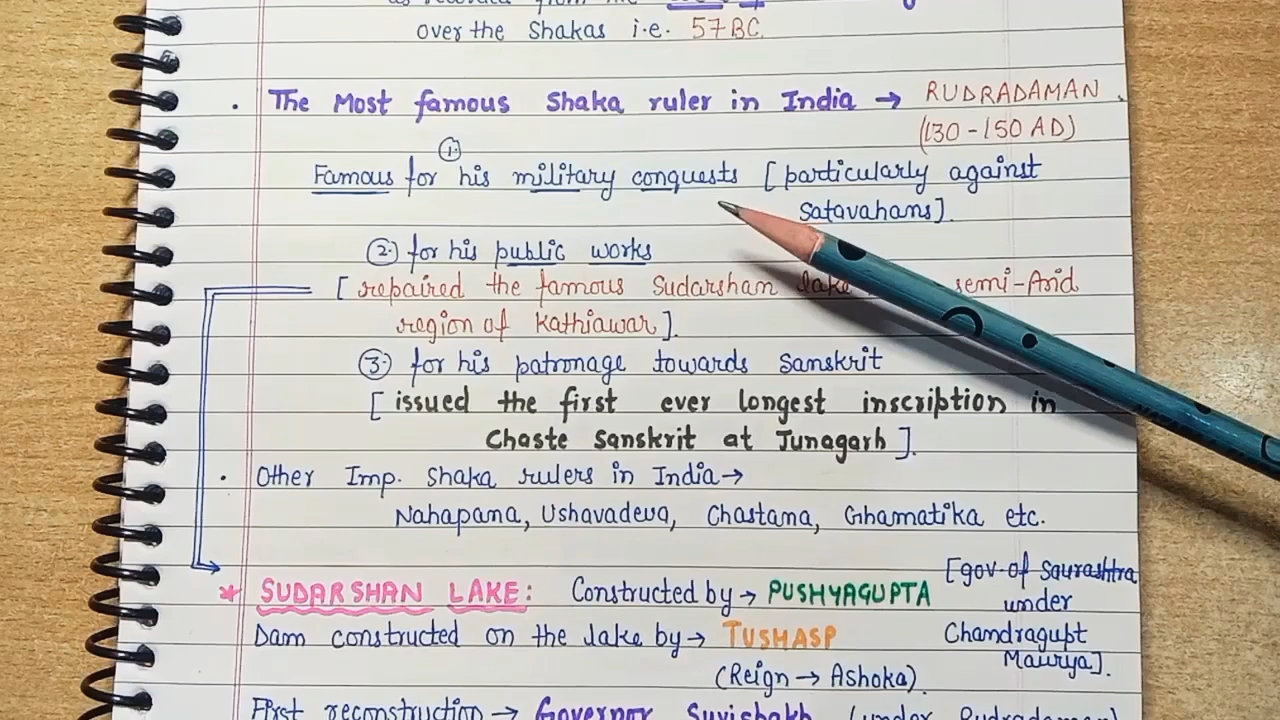 over the Shakas i.e. 57BC.
. The Most famous Shaka ruler in India → RUDRADAMAN
(130-150 AD)
①
Famous for his military conquests [particularly against
Satavahans].
② for his public works
[repaired the famous Sudarshan lake semi-Arid
region of Kathiawar].
③ for his patronage towards Sanskrit
[issued the first ever longest inscription in
Chaste Sanskrit at Junagarh].
. Other Imp. Shaka rulers in India→
Nahapana, Ushavadeva, Chastana, Ghamatika etc.
* SUDARSHAN LAKE: Constructed by→ PUSHYAGUPTA [gov. of Saurashtra
under
Dam constructed on the lake by→ TUSHASP Chandragupt
Maurya].
(Reign → Ashoka).
First reconstruction → Governor Suvishakh (under Rudradaman)